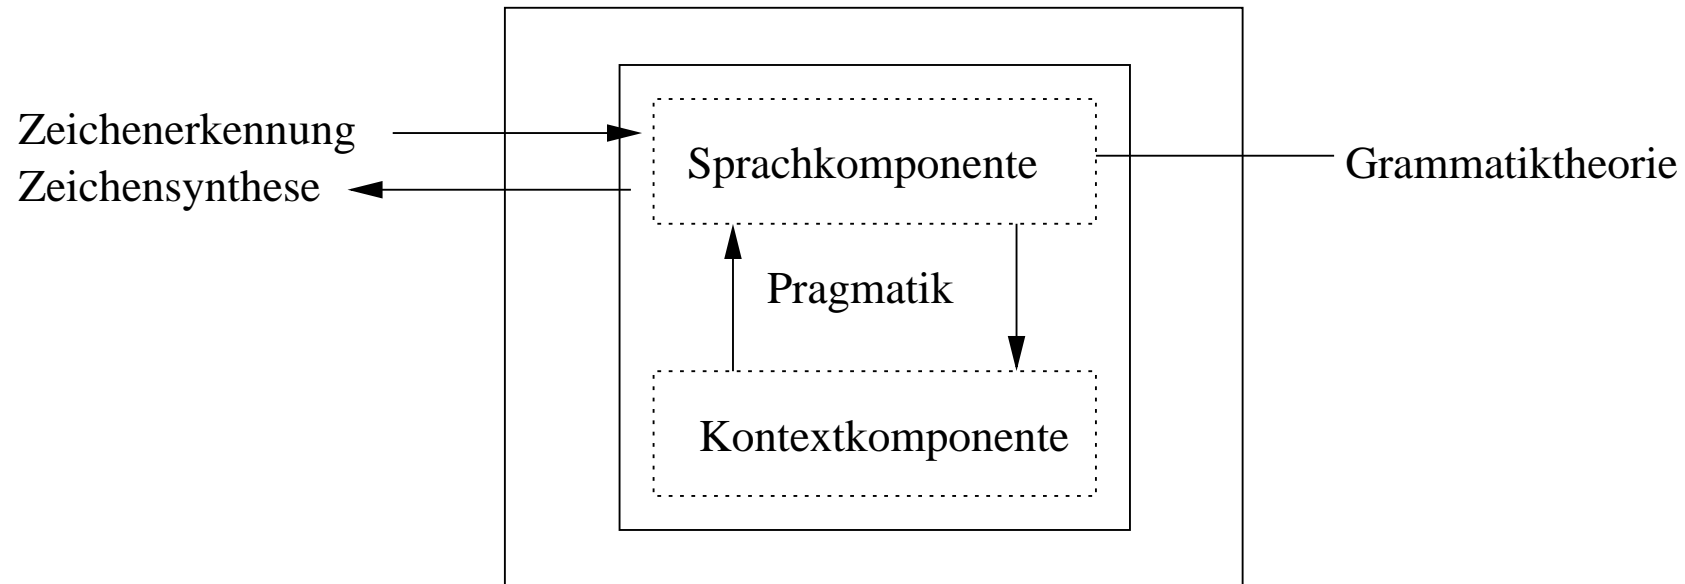 Zeichenerkennung
Zeichensynthese
Sprachkomponente
Grammatiktheorie
Pragmatik
Kontextkomponente